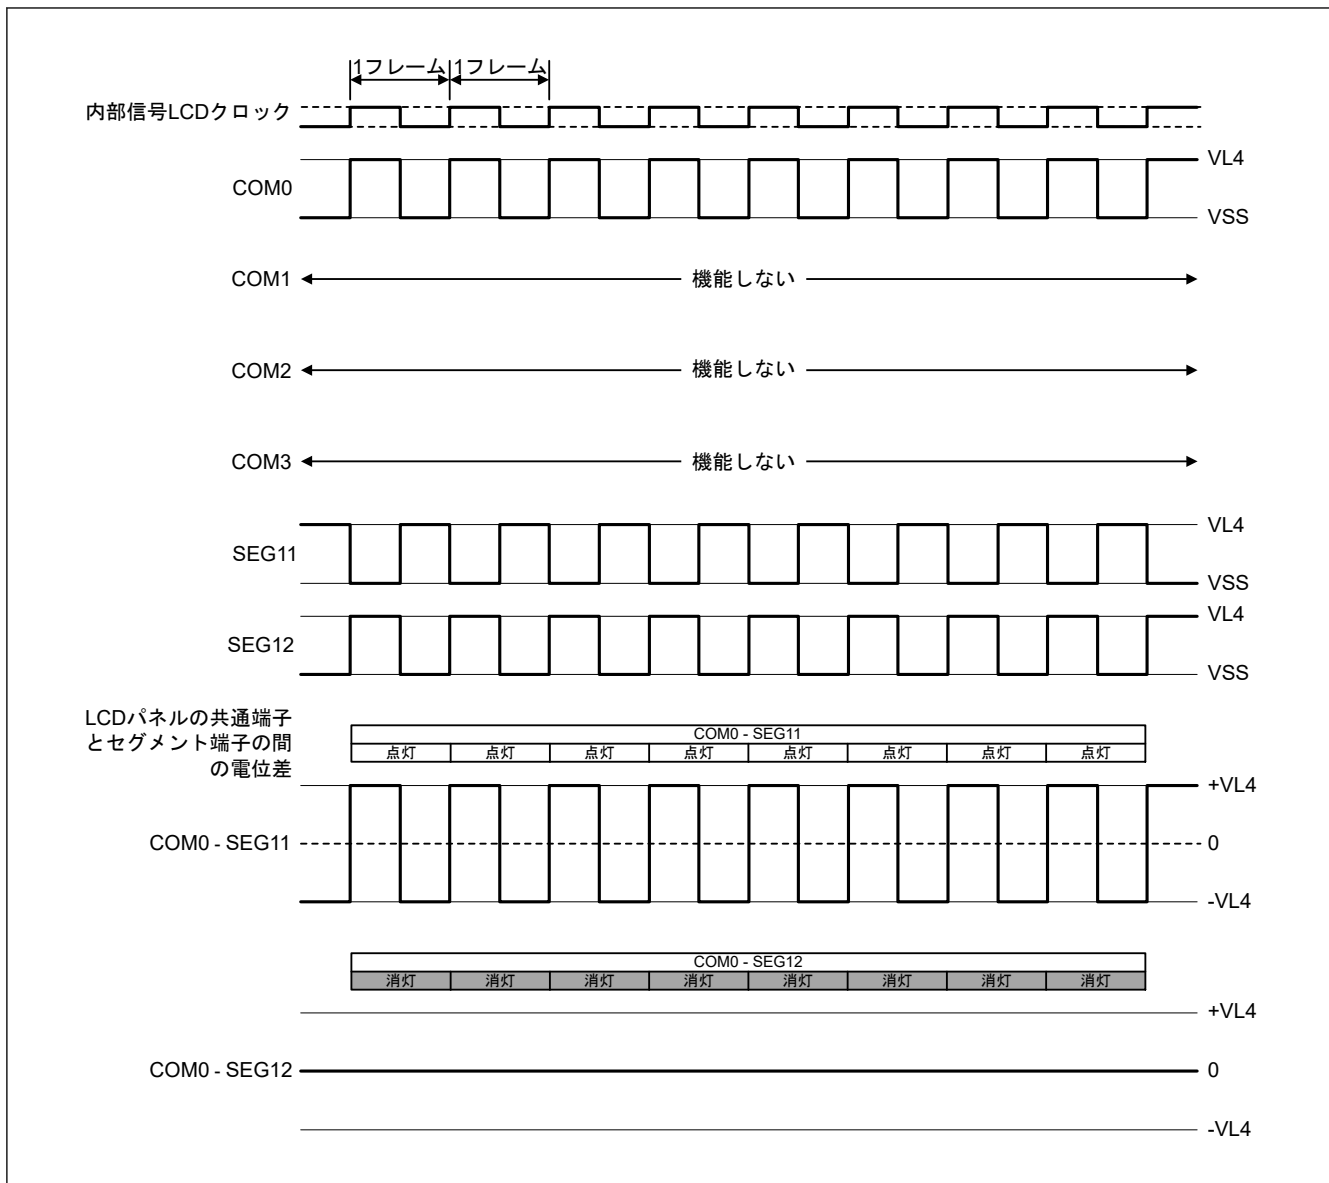 1フレーム 1フレーム
内部信号LCDクロック
VL4
COM0
VSS
COM1 機能しない
COM2 機能しない
COM3 機能しない
VL4
SEG11
VSS
VL4
SEG12
VSS
LCDパネルの共通端子
とセグメント端子の間
の電位差
COM0 - SEG11
点灯 点灯 点灯 点灯 点灯 点灯 点灯 点灯
+VL4
COM0 - SEG11 0
-VL4
COM0 - SEG12
消灯 消灯 消灯 消灯 消灯 消灯 消灯 消灯
+VL4
COM0 - SEG12 0
-VL4